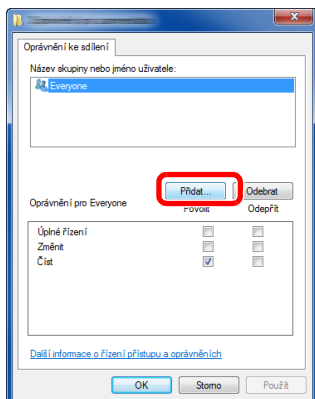 Oprávnění ke sdílení
Název skupiny nebo jméno uživatele:
Everyone
Přidat... Odebrat
Oprávnění pro Everyone Povolit Odepřít
Úplné řízení
Změnit
Číst
Další informace o řízení přístupu a oprávněních
OK Storno Použít